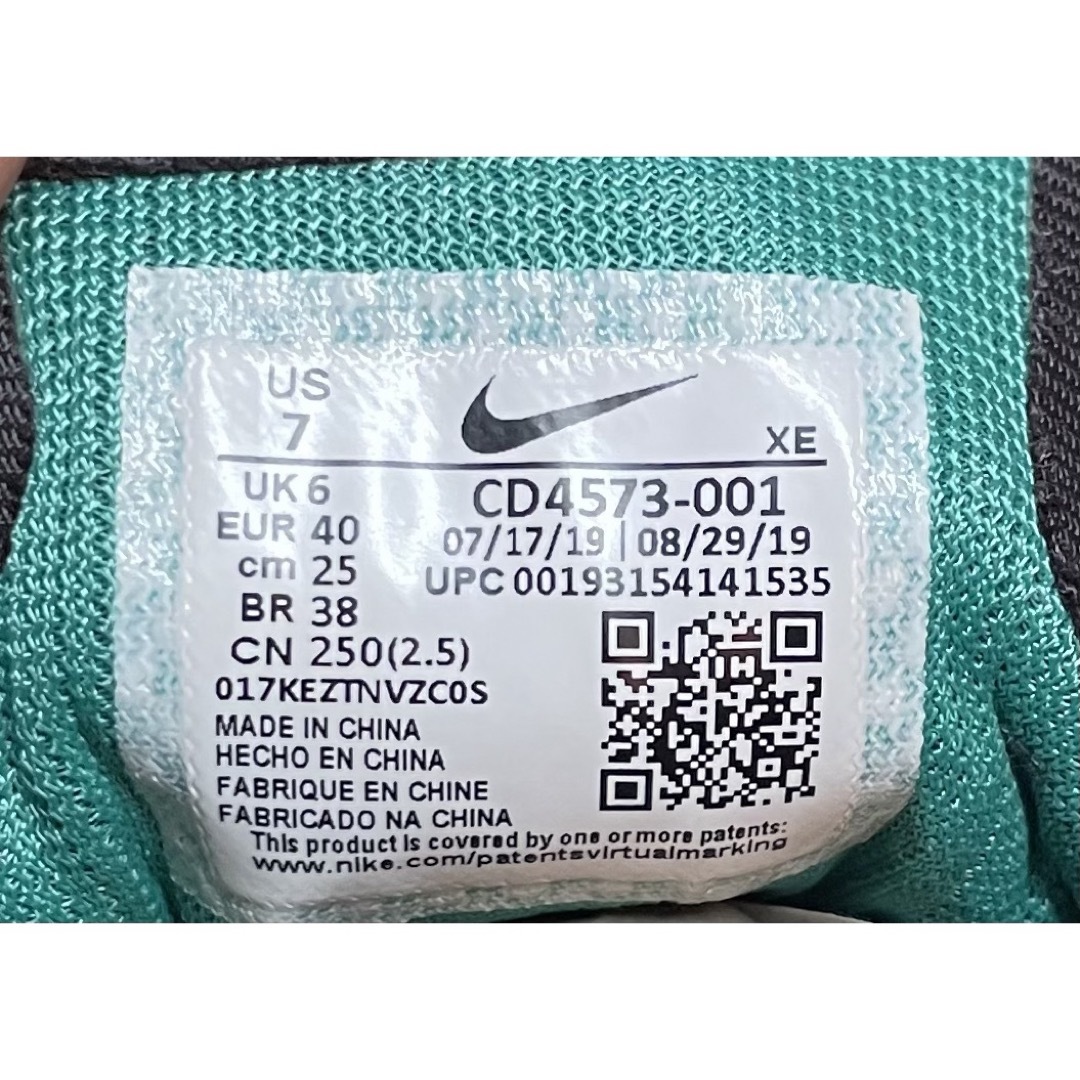 US
7
XE
UK 6
EUR 40
cm 25
BR 38
CN 250(2.5)
CD4573-001
07/17/19 | 08/29/19
UPC 00193154141535
017KEZTNVZC0S
MADE IN CHINA
HECHO EN CHINA
FABRIQUE EN CHINE
FABRICADO NA CHINA
This product is covered by one or more patents:
www.nike.com/patentsvirtualmarking